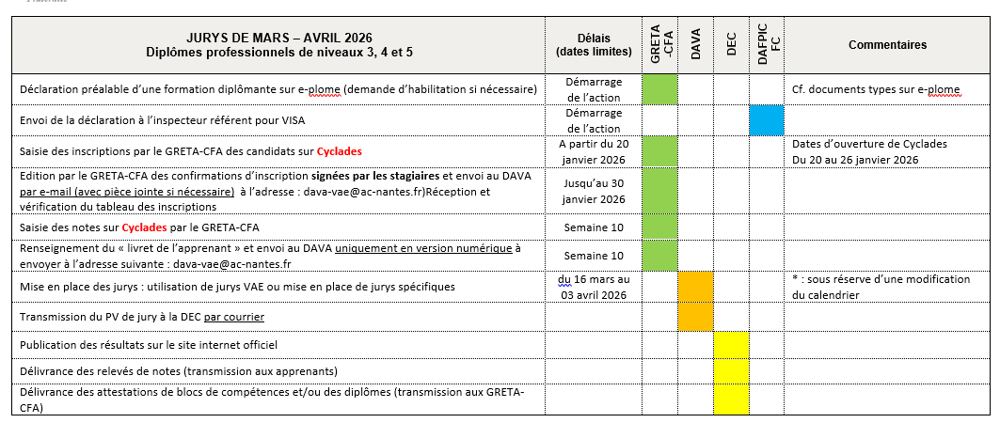 JURYS DE MARS – AVRIL 2026
Diplômes professionnels de niveaux 3, 4 et 5
Délais
(dates limites)
GRETA
-CFA
DAVA
DEC
DAFPIC
FC
Commentaires
Déclaration préalable d’une formation diplômante sur e-plome (demande d’habilitation si nécessaire)
Démarrage
de l’action
Cf. documents types sur e-plome
Envoi de la déclaration à l’inspecteur référent pour VISA
Démarrage
de l’action
Saisie des inscriptions par le GRETA-CFA des candidats sur Cyclades
A partir du 20
janvier 2026
Dates d’ouverture de Cyclades
Du 20 au 26 janvier 2026
Edition par le GRETA-CFA des confirmations d’inscription signées par les stagiaires et envoi au DAVA
par e-mail (avec pièce jointe si nécessaire) à l’adresse : dava-vae@ac-nantes.fr)Réception et
vérification du tableau des inscriptions
Jusqu’au 30
janvier 2026
Saisie des notes sur Cyclades par le GRETA-CFA
Semaine 10
Renseignement du « livret de l’apprenant » et envoi au DAVA uniquement en version numérique à
envoyer à l’adresse suivante : dava-vae@ac-nantes.fr
Semaine 10
Mise en place des jurys : utilisation de jurys VAE ou mise en place de jurys spécifiques
du 16 mars au
03 avril 2026
* : sous réserve d’une modification
du calendrier
Transmission du PV de jury à la DEC par courrier
Publication des résultats sur le site internet officiel
Délivrance des relevés de notes (transmission aux apprenants)
Délivrance des attestations de blocs de compétences et/ou des diplômes (transmission aux GRETA-
CFA)